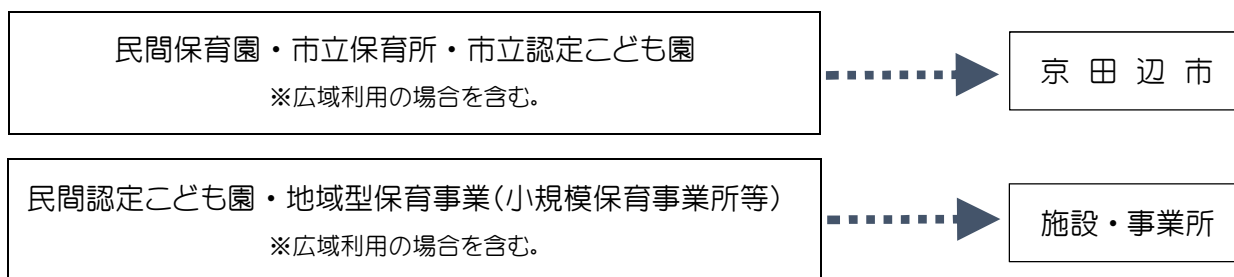 民間保育園・市立保育所・市立認定こども園
※広域利用の場合を含む。
京田辺市
民間認定こども園・地域型保育事業(小規模保育事業所等)
※広域利用の場合を含む。
施設・事業所